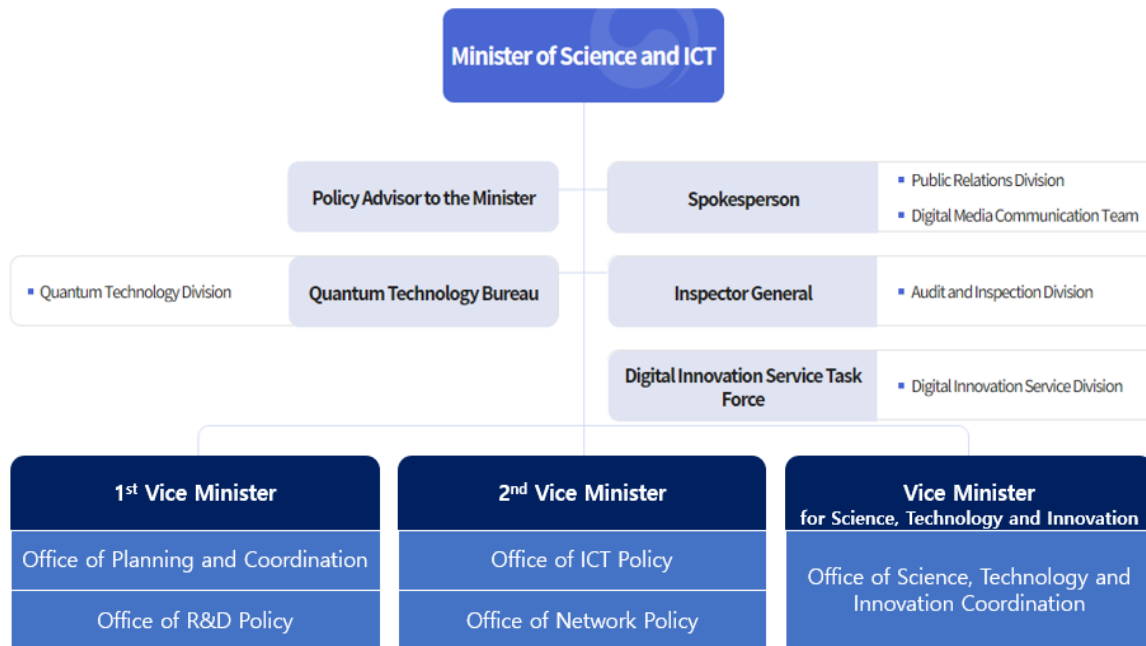 Minister of Science and ICT
Policy Advisor to the Minister
Spokesperson
▪ Public Relations Division
▪ Digital Media Communication Team
▪ Quantum Technology Division
Quantum Technology Bureau
Inspector General
▪ Audit and Inspection Division
Digital Innovation Service Task
Force
▪ Digital Innovation Service Division
1st Vice Minister
Office of Planning and Coordination
Office of R&D Policy
2nd Vice Minister
Office of ICT Policy
Office of Network Policy
Vice Minister
for Science, Technology and Innovation
Office of Science, Technology and
Innovation Coordination